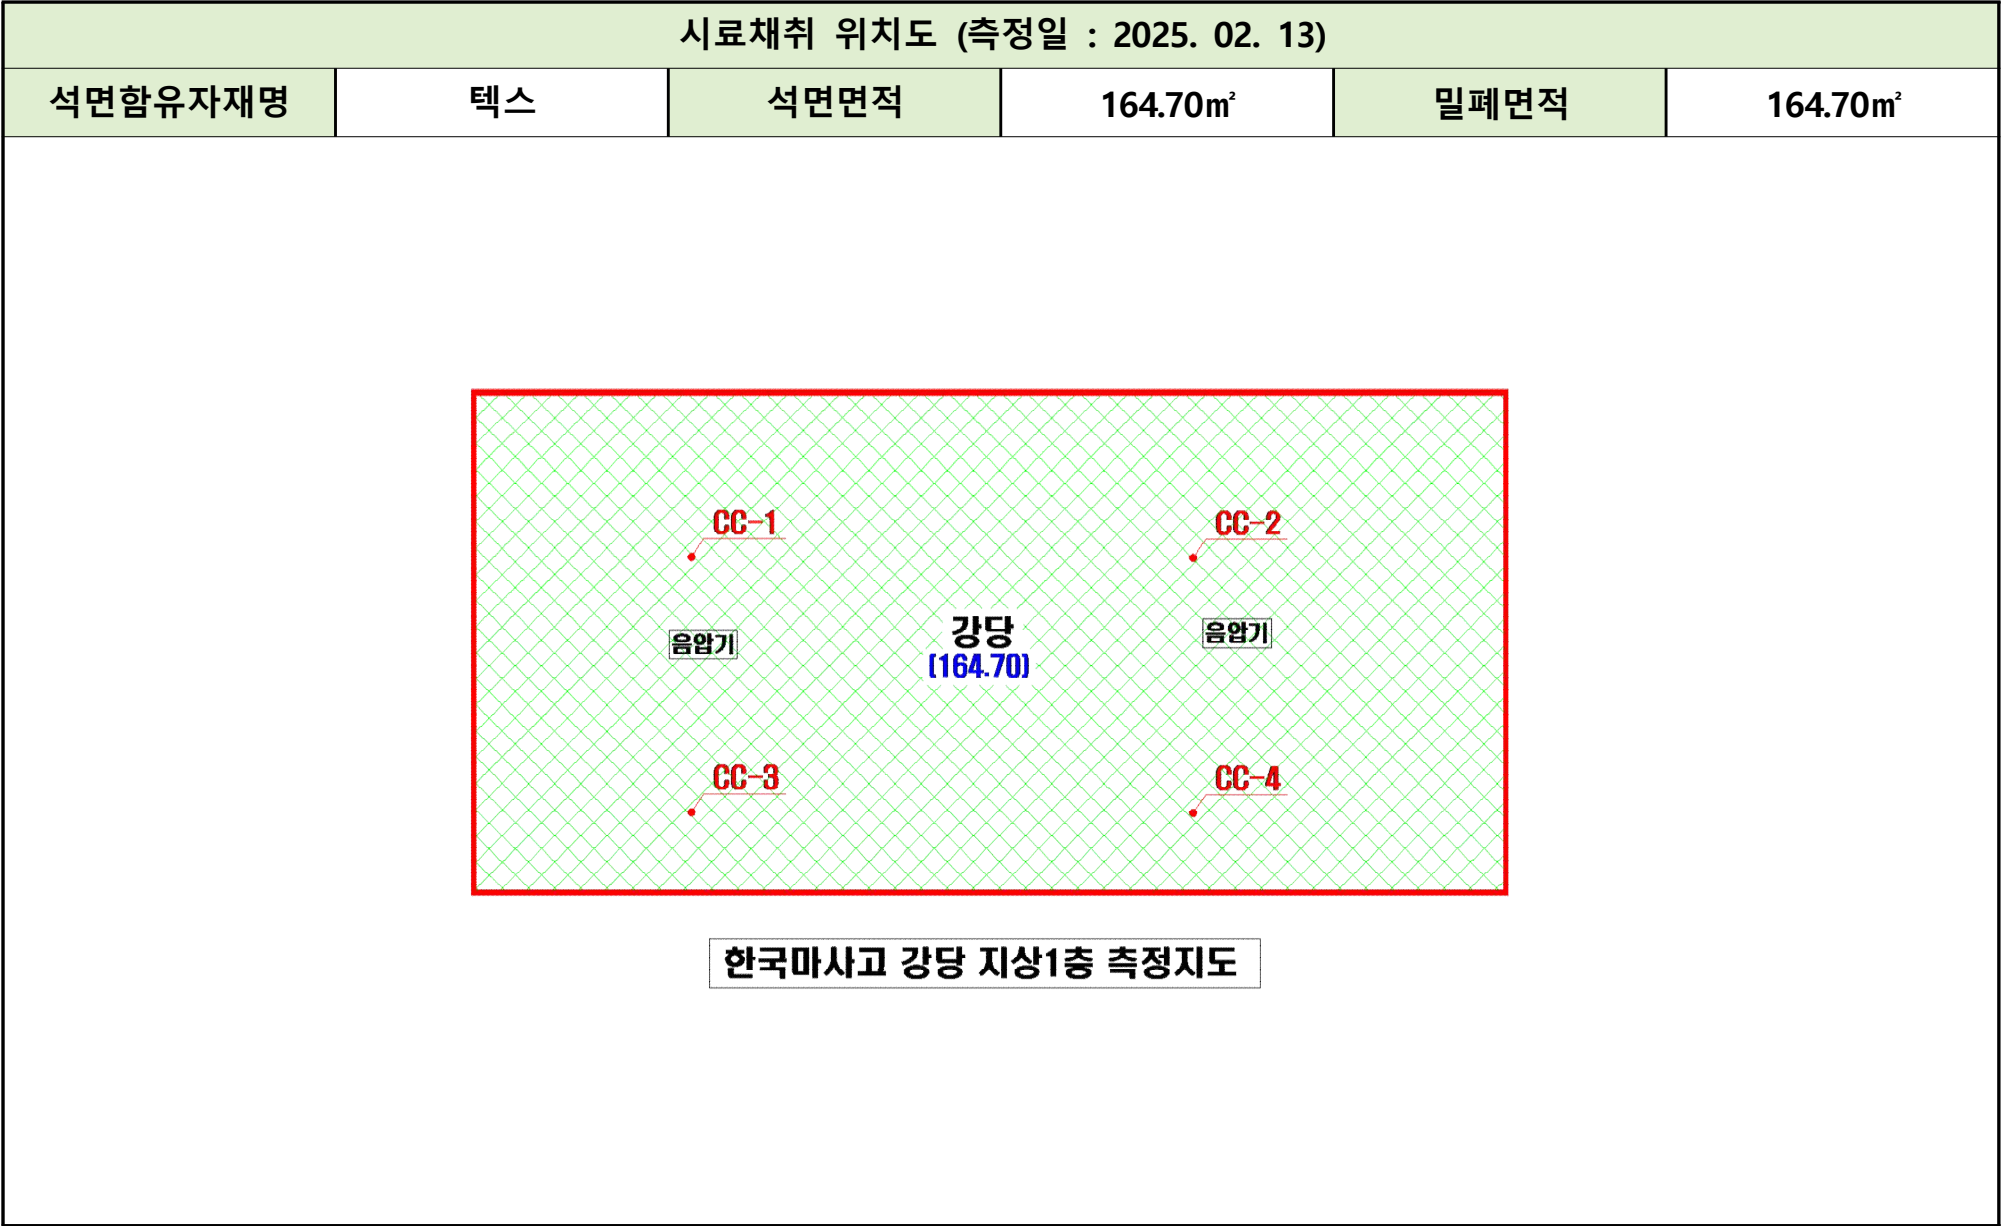 시료채취 위치도 (측정일 : 2025. 02. 13)
석면함유자재명 텍스 석면면적 164.70㎡ 밀폐면적 164.70㎡
CC-1 CC-2
음압기 강당 음압기
(164.70)
CC-3 CC-4
한국마사고 강당 지상1층 측정지도